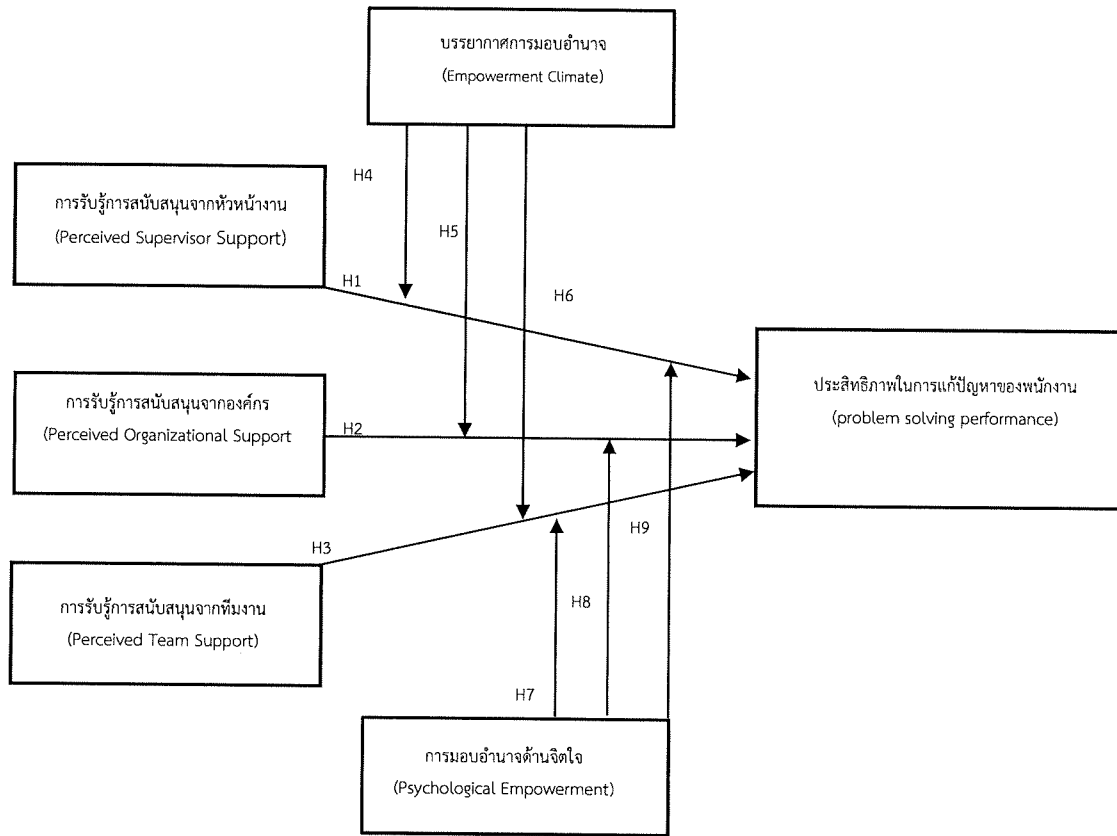 บรรยากาศการมอบอำนาจ
(Empowerment Climate)
H4
การรับรู้การสนับสนุนจากหัวหน้างาน
(Perceived Supervisor Support)
H5
H1
H6
การรับรู้การสนับสนุนจากองค์กร
(Perceived Organizational Support
H2
ประสิทธิภาพในการแก้ปัญหาของพนักงาน
(problem solving performance)
H3
H9
การรับรู้การสนับสนุนจากทีมงาน
(Perceived Team Support)
H8
H7
การมอบอำนาจด้านจิตใจ
(Psychological Empowerment)